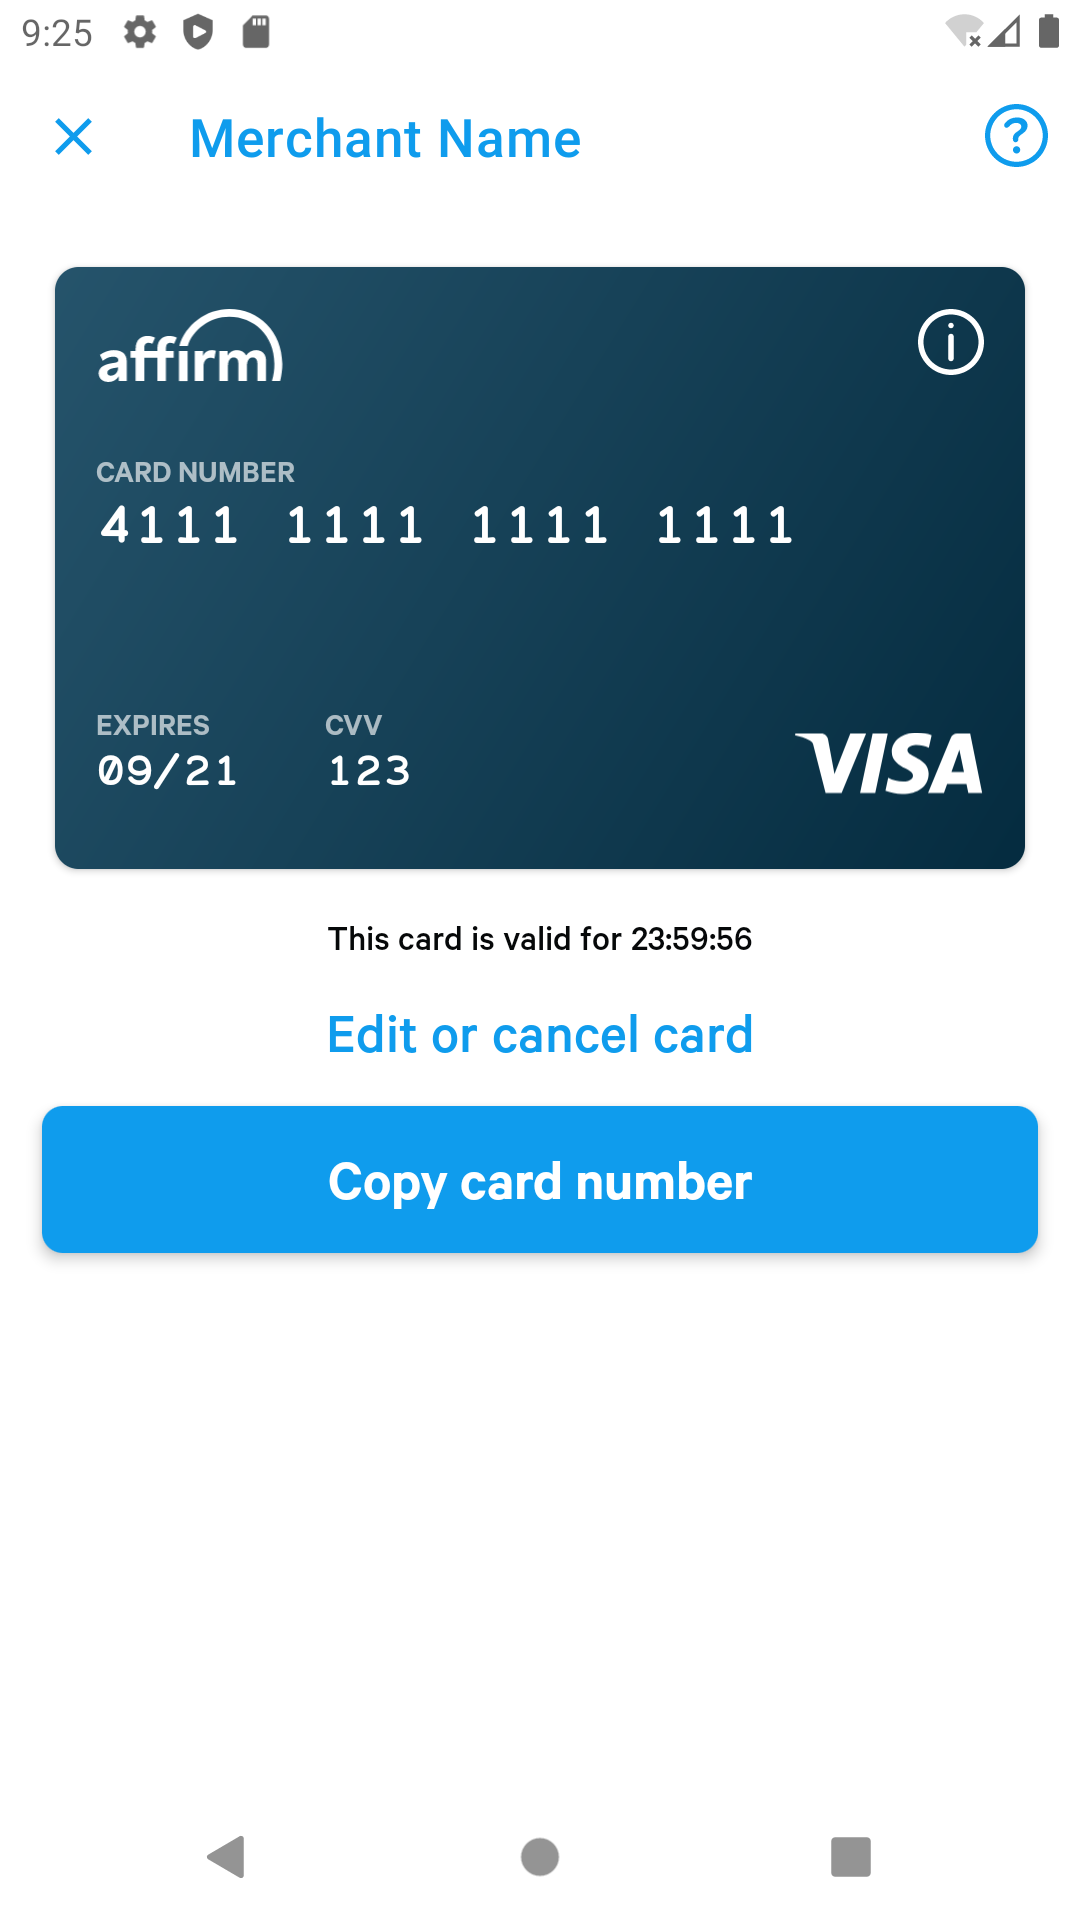 9:25
Merchant Name
affirm
CARD NUMBER
4111 1111 1111 1111
EXPIRES CVV
09/21 123
VISA
This card is valid for 23:59:56
Edit or cancel card
Copy card number